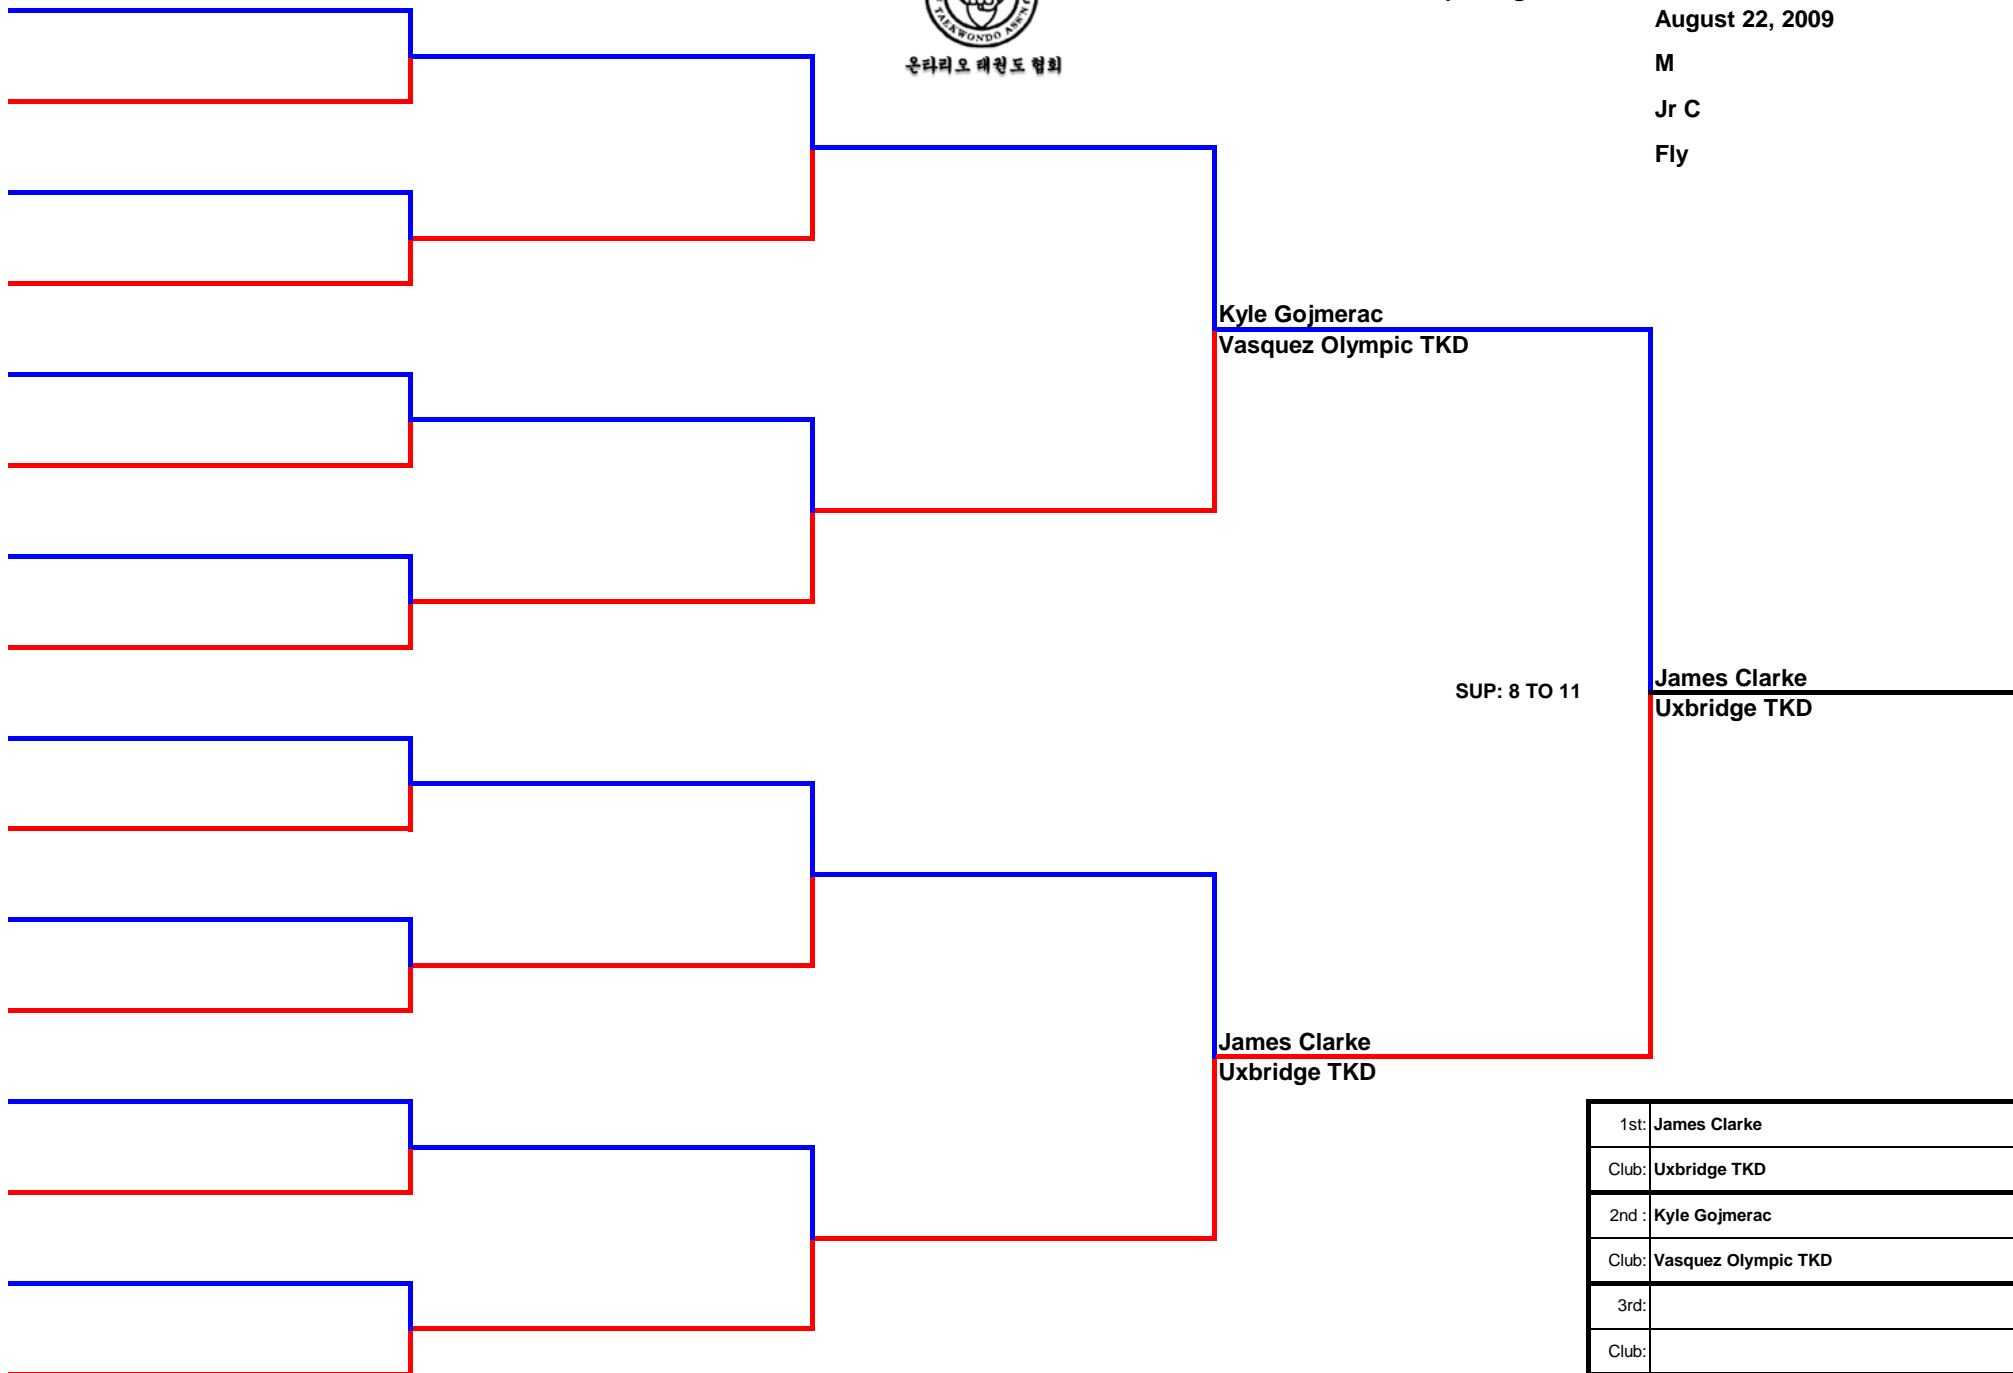 TAEKWONDO ASS'N
온타리오 태권도 협회
August 22, 2009
M
Jr C
Fly
Kyle Gojmerac
Vasquez Olympic TKD
SUP: 8 TO 11
James Clarke
Uxbridge TKD
James Clarke
Uxbridge TKD
1st: James Clarke
Club: Uxbridge TKD
2nd : Kyle Gojmerac
Club: Vasquez Olympic TKD
3rd:
Club: